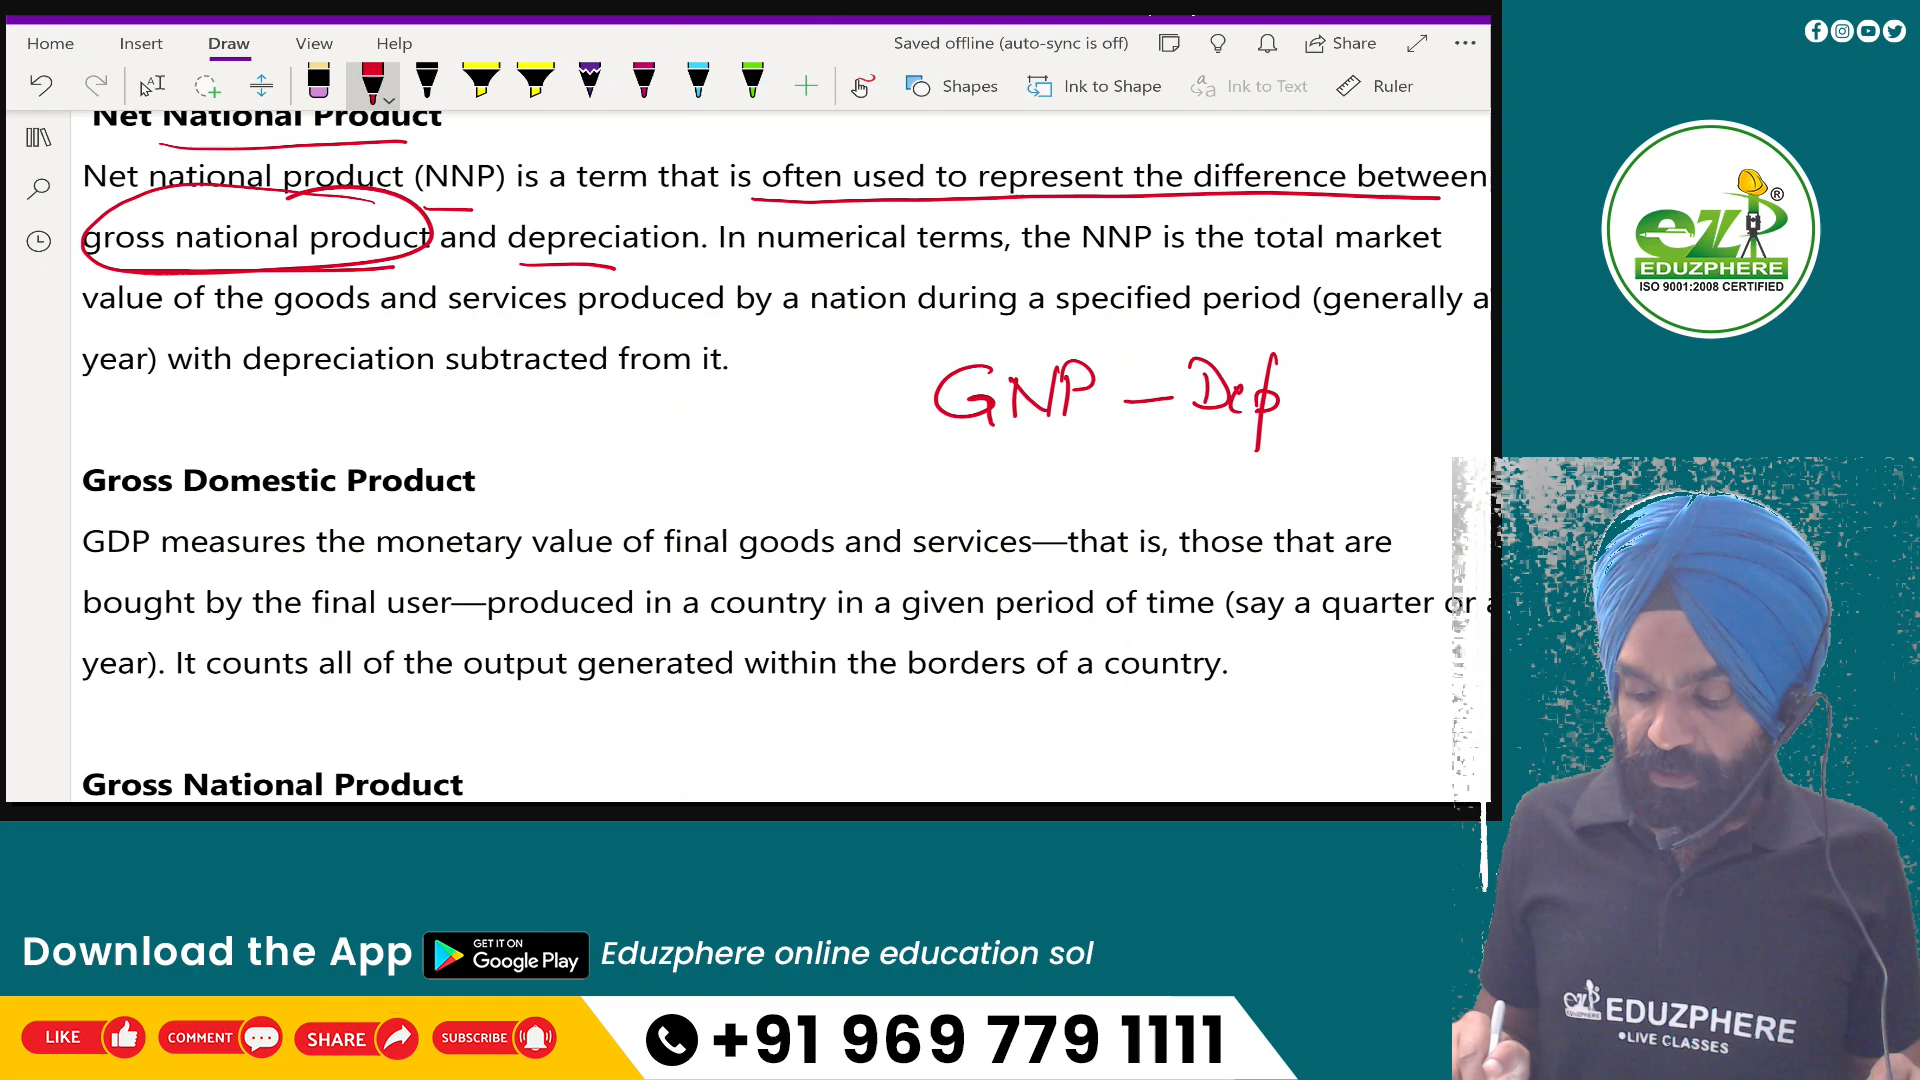 Home Insert Draw View Help Saved offline (auto-sync is off) Share
Shapes Ink to Shape Ink to Text Ruler
Net National Product
Net national product (NNP) is a term that is often used to represent the difference between
gross national product and depreciation. In numerical terms, the NNP is the total market
value of the goods and services produced by a nation during a specified period (generally a
year) with depreciation subtracted from it.
GNP – Dep
Gross Domestic Product
GDP measures the monetary value of final goods and services—that is, those that are
bought by the final user—produced in a country in a given period of time (say a quarter or a
year). It counts all of the output generated within the borders of a country.
Gross National Product
EZP
®
EDUZPHERE
ISO 9001:2008 CERTIFIED
EZP EDUZPHERE
•LIVE CLASSES
Download the App GET IT ON Google Play Eduzphere online education sol
LIKE COMMENT SHARE SUBSCRIBE +91 969 779 1111